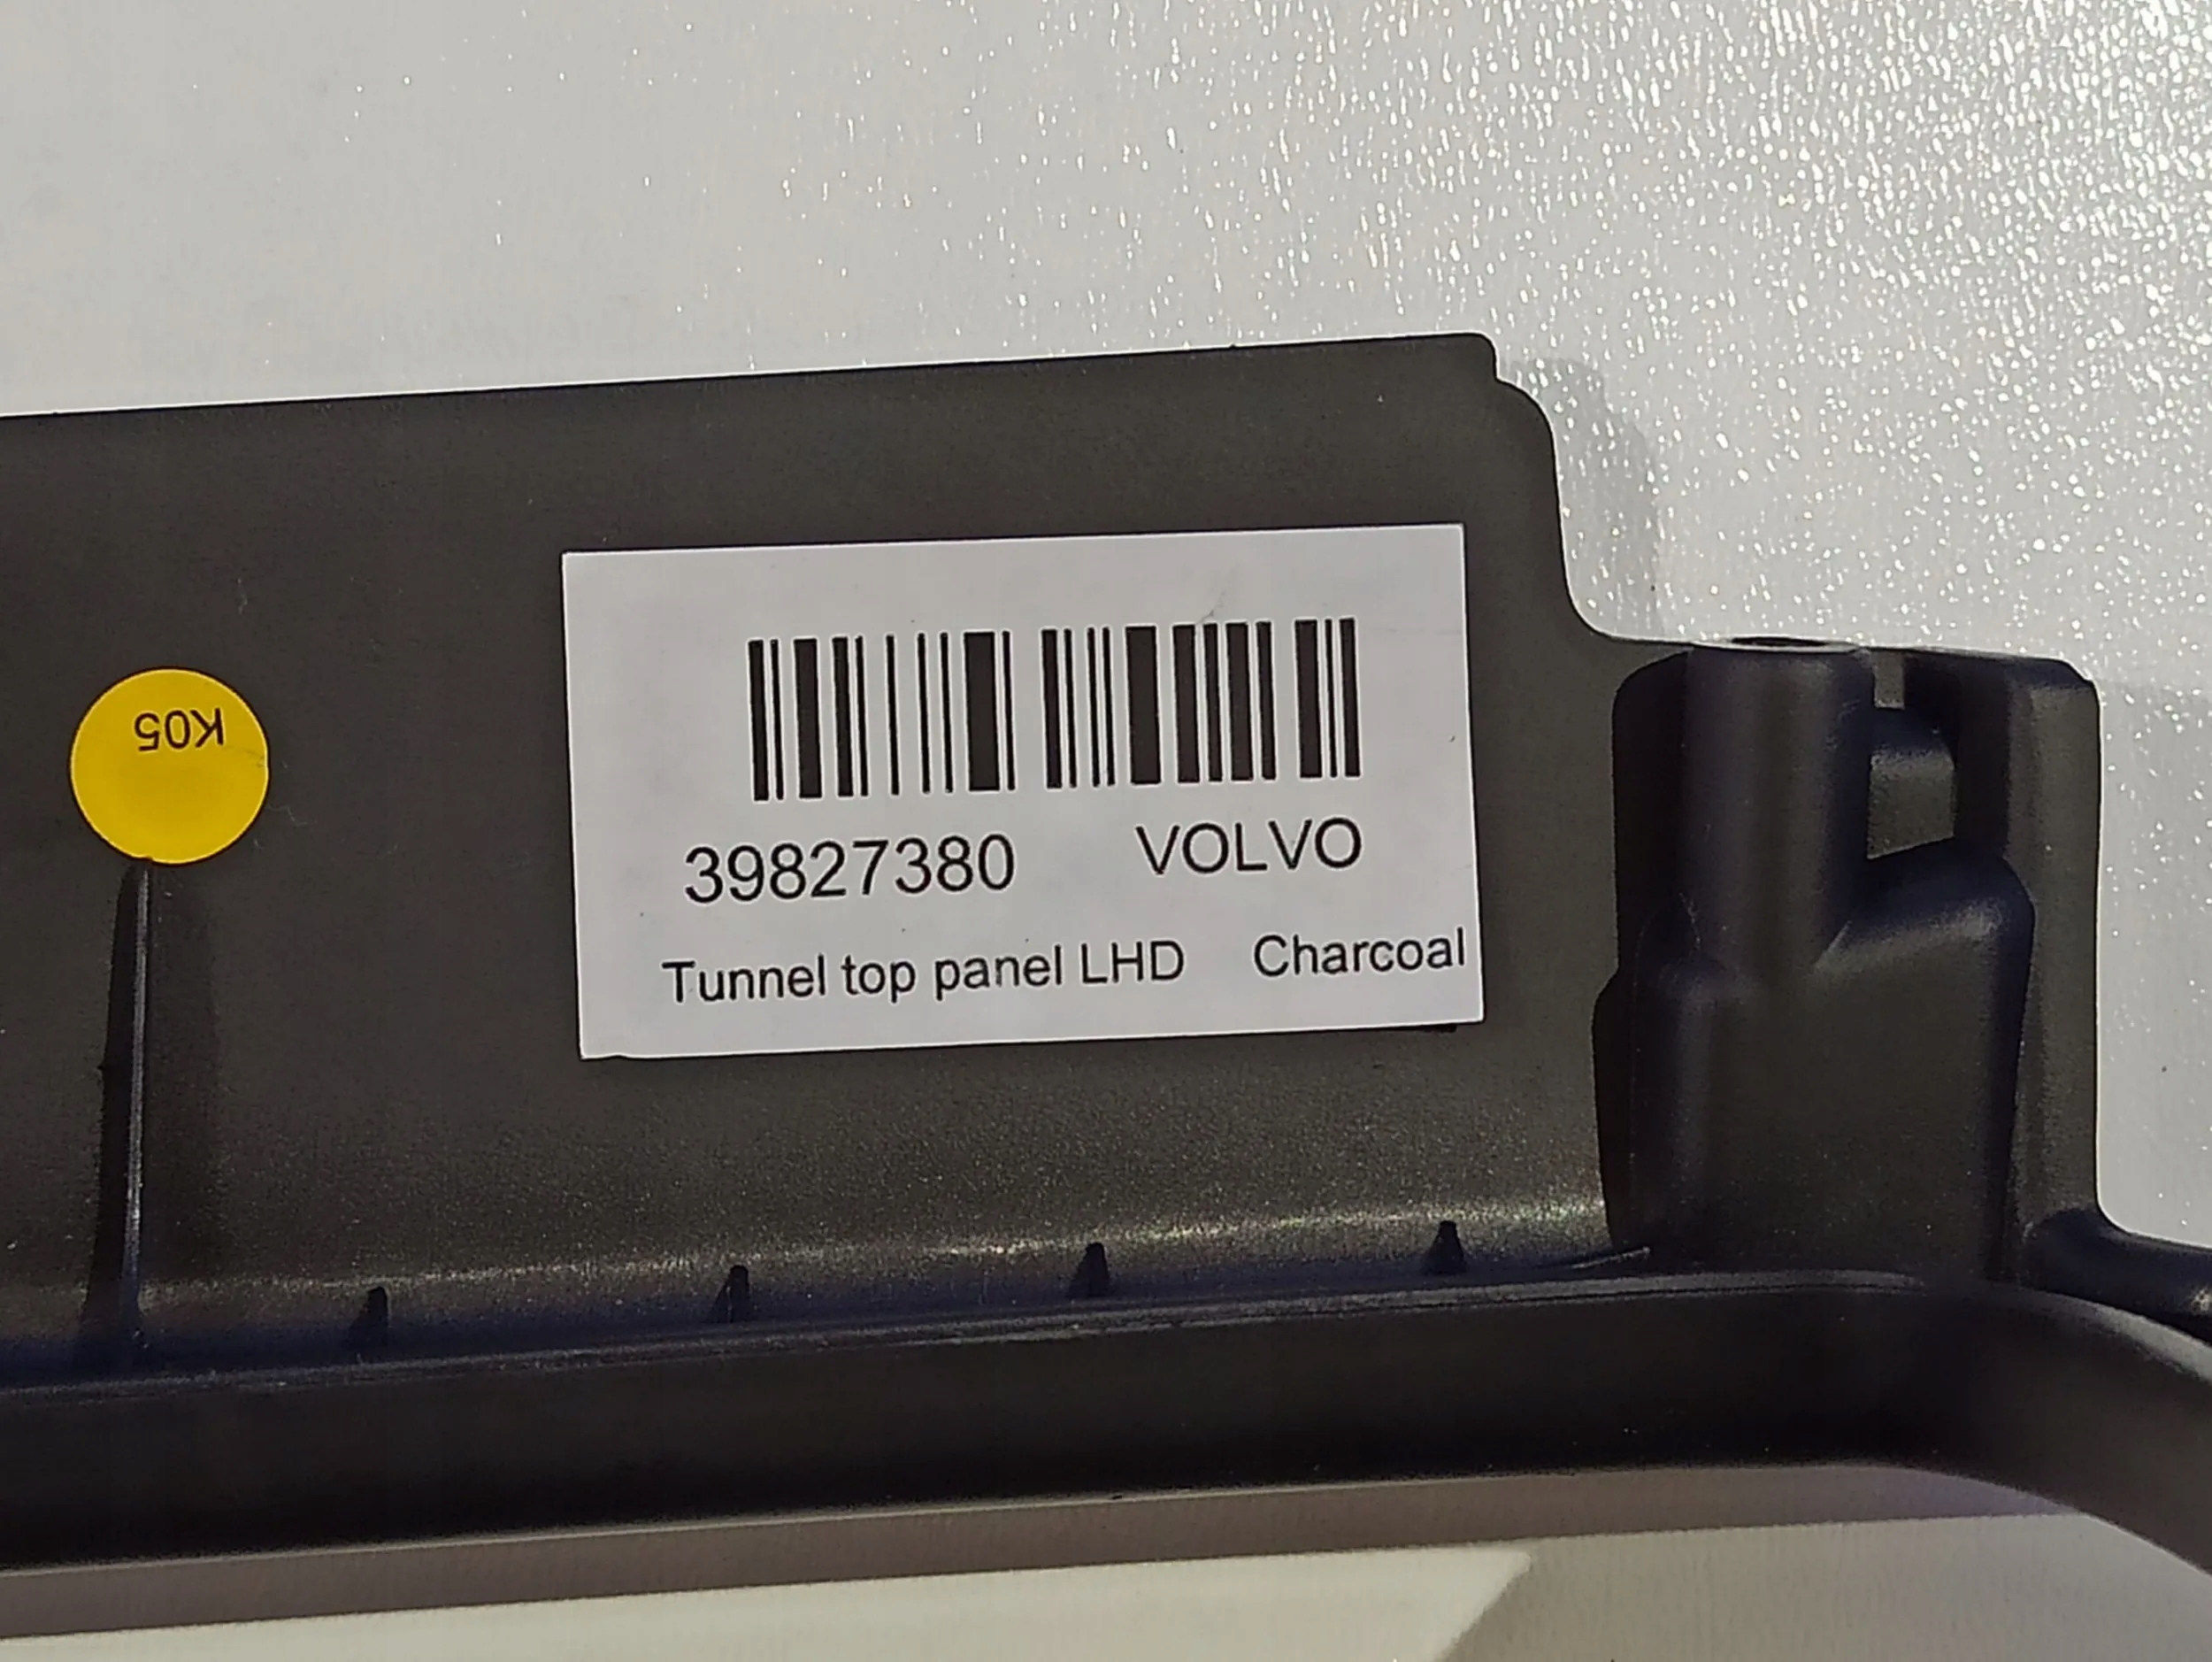 K05
39827380 VOLVO
Tunnel top panel LHD Charcoal